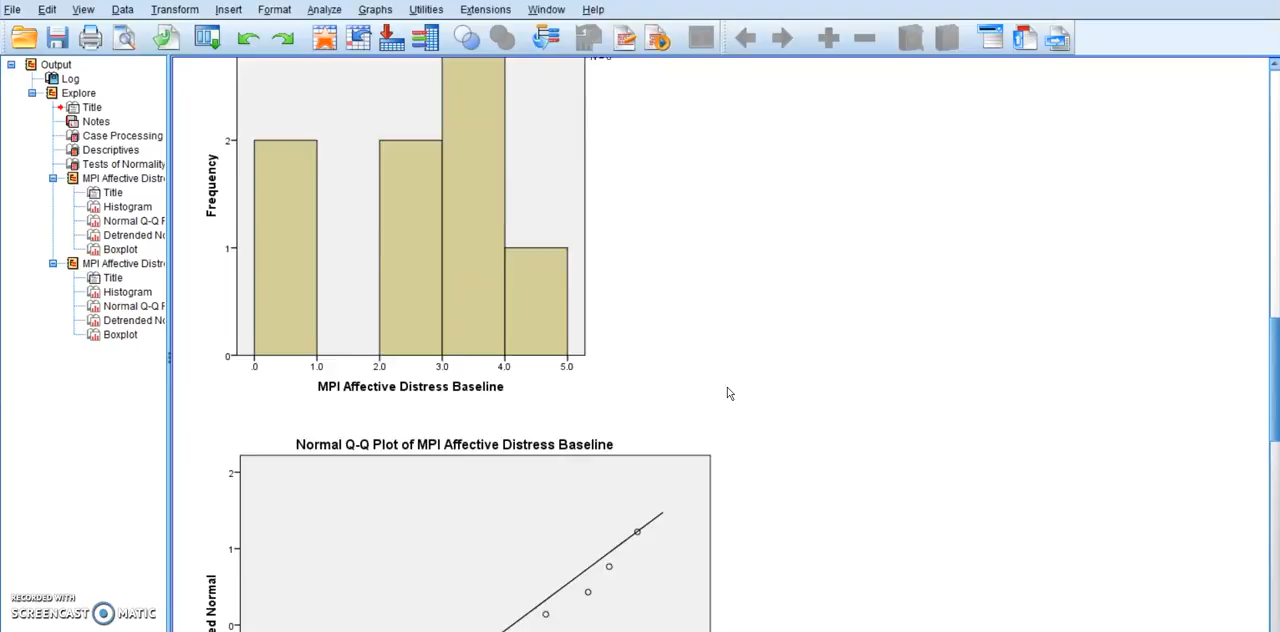 File Edit View Data Transform Insert Format Analyze Graphs Utilities Extensions Window Help
Output
Log
Explore
Title
Notes
Case Processing
Descriptives
Tests of Normality
MPI Affective Distr
Title
Histogram
Normal Q-Q
Detrended
Boxplot
MPI Affective Distr
Title
Histogram
Normal Q-Q
Detrended
Boxplot
RECORDED WITH
SCREENCAST MATIC
2
1
0
Frequency
.0 1.0 2.0 3.0 4.0 5.0
MPI Affective Distress Baseline
Normal Q-Q Plot of MPI Affective Distress Baseline
2
1
0
Normal